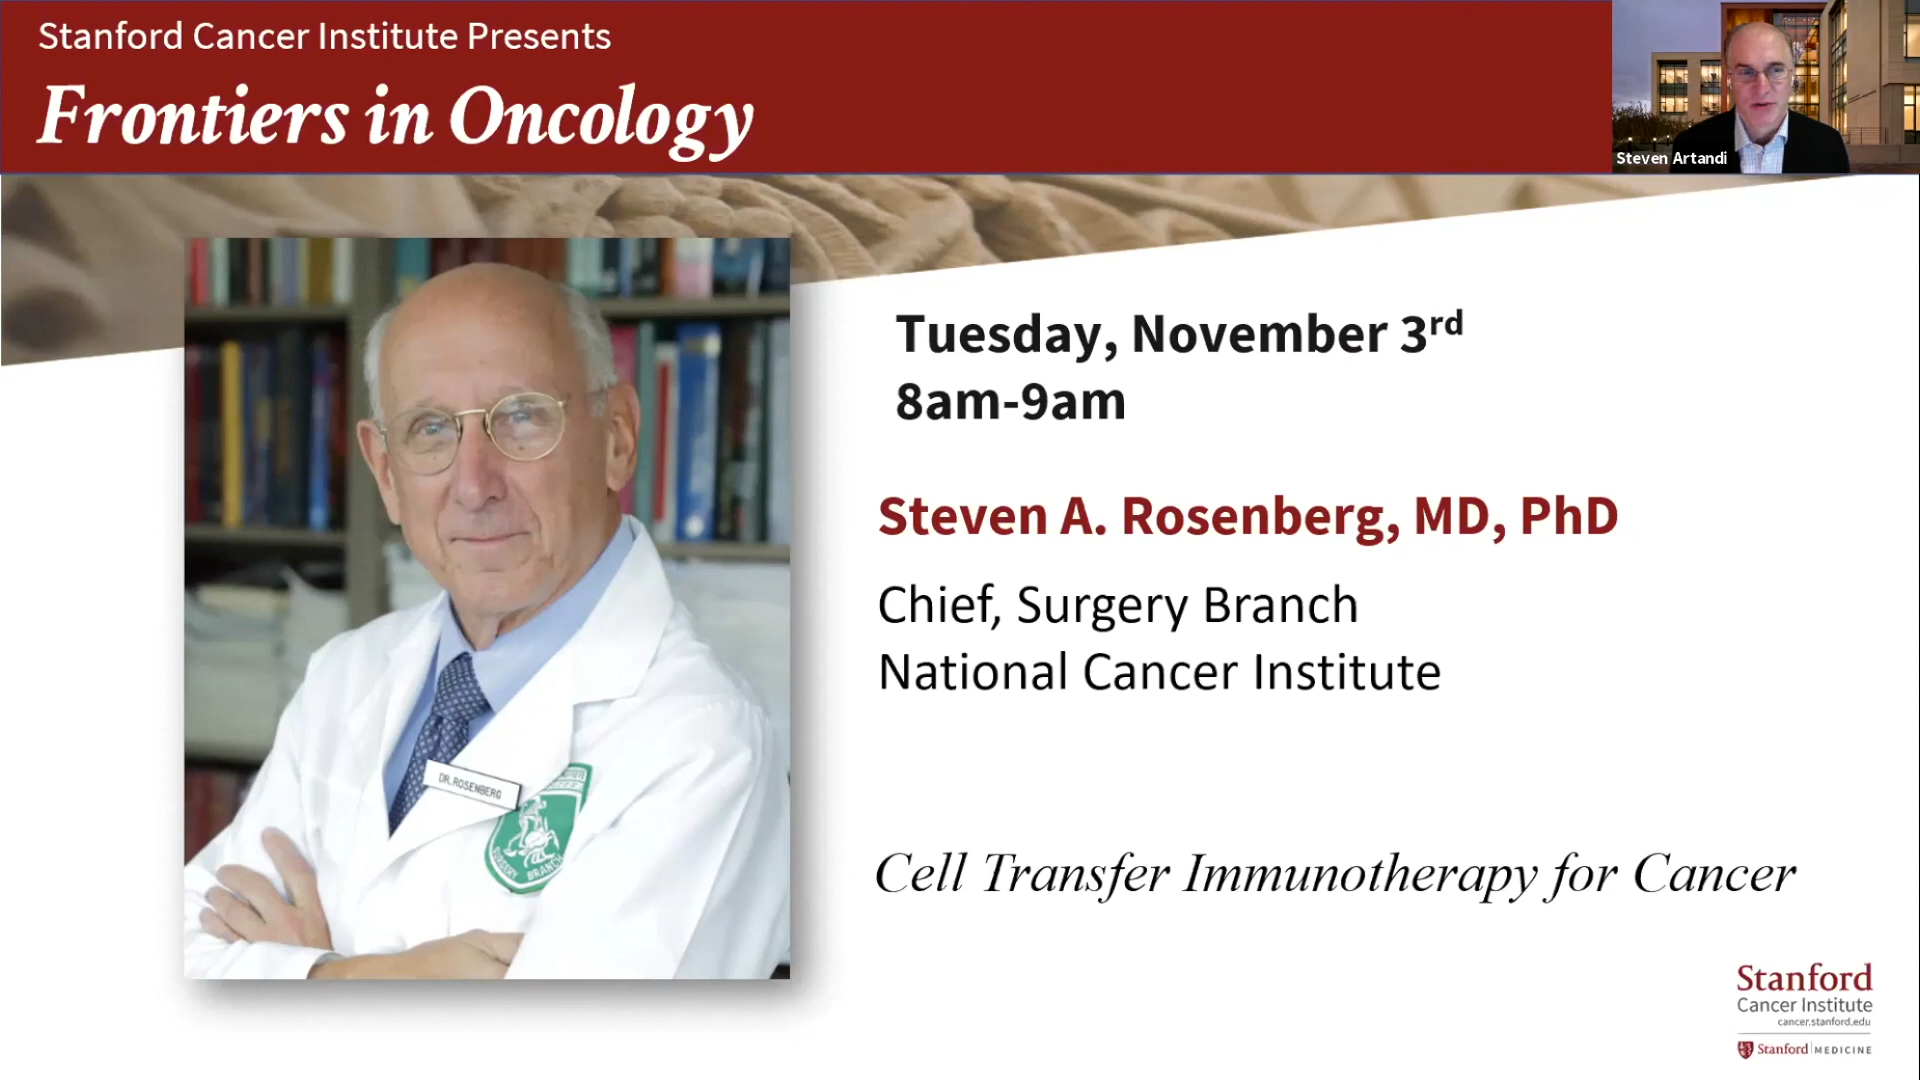 Stanford Cancer Institute Presents
Frontiers in Oncology
Steven Artandi
Tuesday, November 3rd
8am-9am
Steven A. Rosenberg, MD, PhD
Chief, Surgery Branch
National Cancer Institute
DR. ROSENBERG
SURGERY BRANCH
Cell Transfer Immunotherapy for Cancer
Stanford
Cancer Institute
cancer.stanford.edu
Stanford MEDICINE